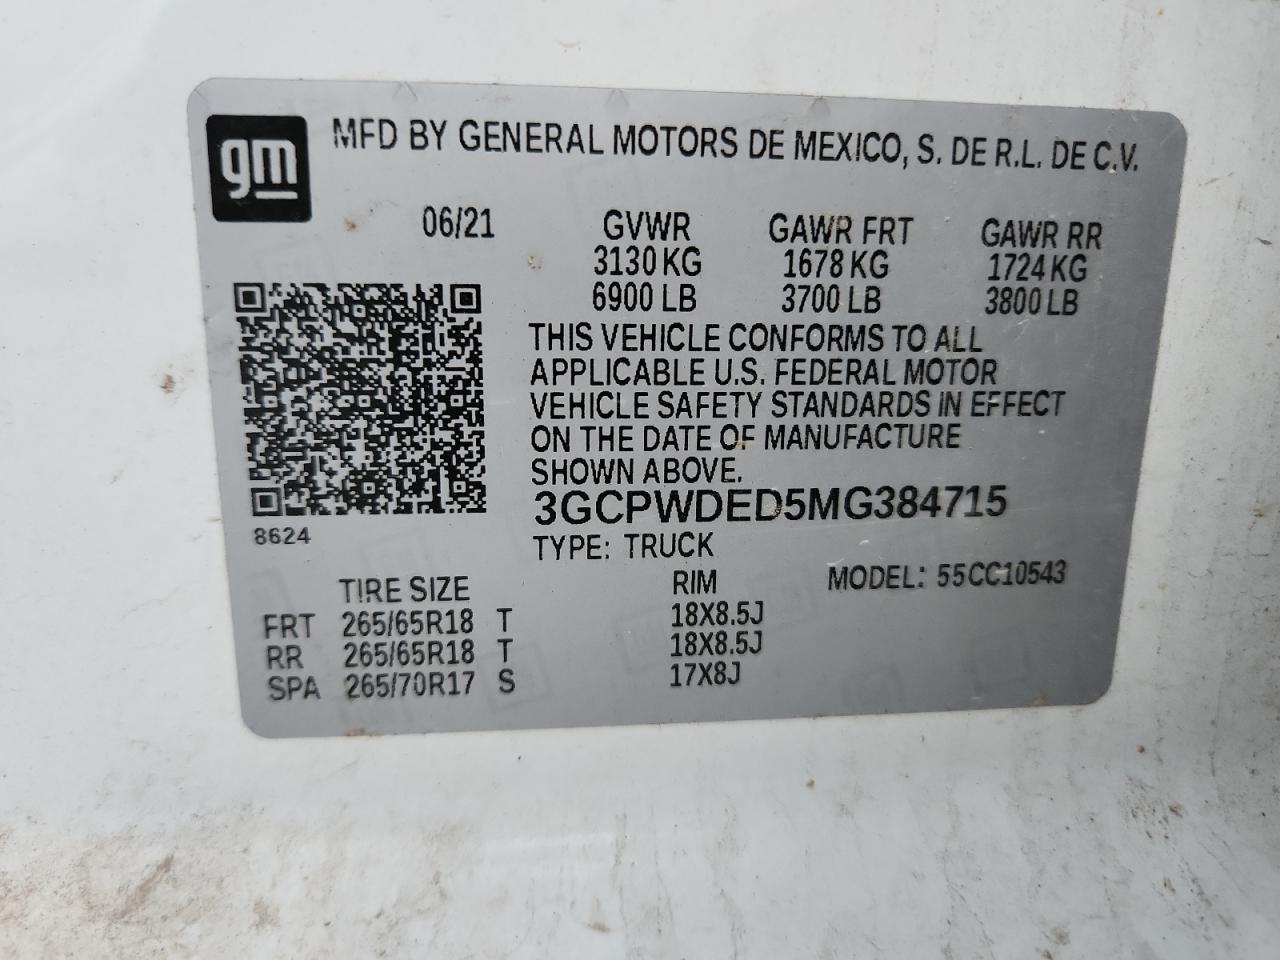 gm
MFD BY GENERAL MOTORS DE MEXICO, S. DE R.L. DE C.V.
06/21 GVWR GAWR FRT GAWR RR
3130 KG 1678 KG 1724 KG
6900 LB 3700 LB 3800 LB
THIS VEHICLE CONFORMS TO ALL
APPLICABLE U.S. FEDERAL MOTOR
VEHICLE SAFETY STANDARDS IN EFFECT
ON THE DATE OF MANUFACTURE
SHOWN ABOVE.
3GCPWDED5MG384715
8624
TYPE: TRUCK
TIRE SIZE RIM MODEL: 55CC10543
FRT 265/65R18 T 18X8.5J
RR 265/65R18 T 18X8.5J
SPA 265/70R17 S 17X8J